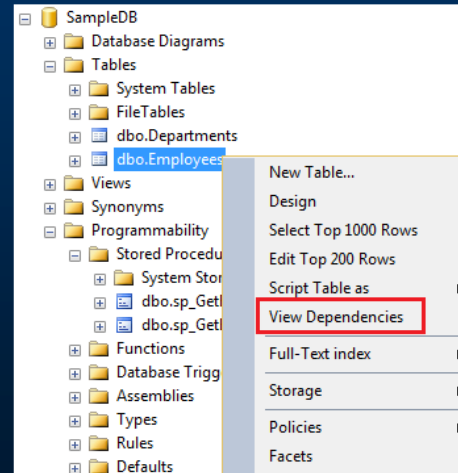 SampleDB
Database Diagrams
Tables
System Tables
FileTables
dbo.Departments
dbo.Employees
Views
Synonyms
Programmability
Stored Procedu
System Stor
dbo.sp_Get
dbo.sp_Get
Functions
Database Trigg
Assemblies
Types
Rules
Defaults
New Table...
Design
Select Top 1000 Rows
Edit Top 200 Rows
Script Table as
View Dependencies
Full-Text index
Storage
Policies
Facets